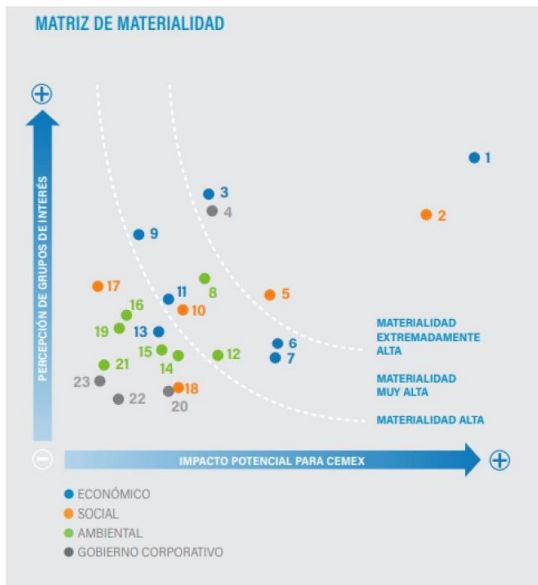 MATRIZ DE MATERIALIDAD
PERCEPCIÓN DE GRUPOS DE INTERÉS
1
3
2
4
9
8
17
11
5
16
10
19
13
6
15
12
7
14
21
23
18
22
20
MATERIALIDAD
EXTREMADAMENTE
ALTA
MATERIALIDAD
MUY ALTA
MATERIALIDAD ALTA
IMPACTO POTENCIAL PARA CEMEX
ECONÓMICO
SOCIAL
AMBIENTAL
GOBIERNO CORPORATIVO